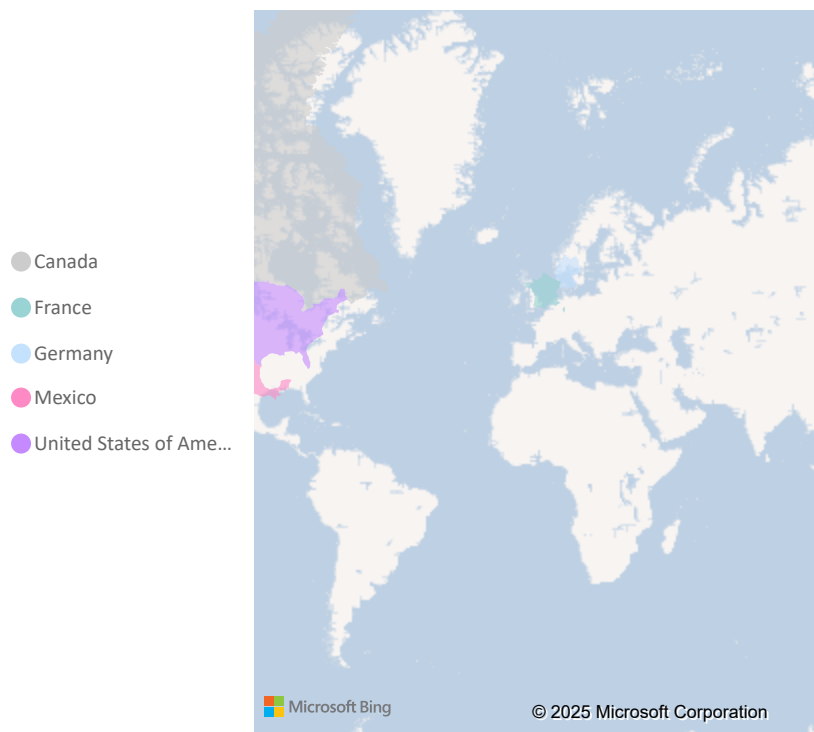 Canada
France
Germany
Mexico
United States of Ame...
Microsoft Bing
© 2025 Microsoft Corporation